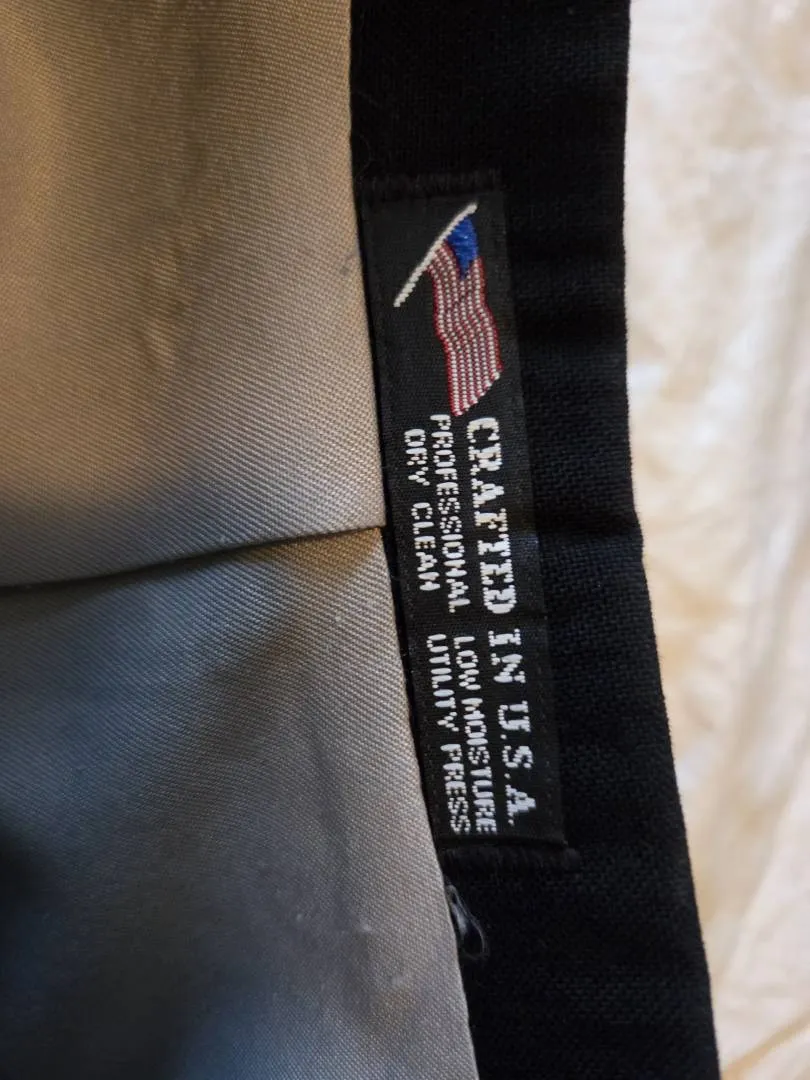 CRAFTED IN U.S.A.
PROFESSIONAL LOW MOISTURE
DRY CLEAN UTILITY PRESS